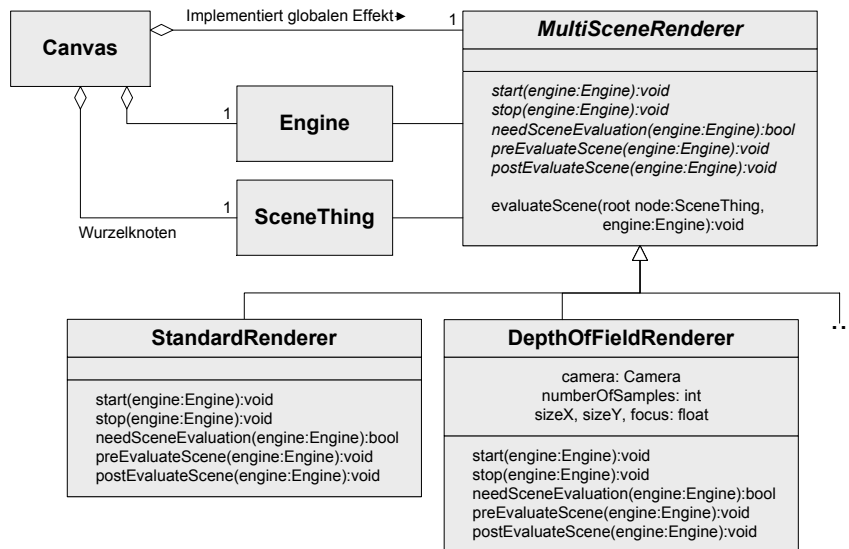 Implementiert globalen Effekt
1
Canvas
MultiSceneRenderer
start(engine:Engine):void
stop(engine:Engine):void
needSceneEvaluation(engine:Engine):bool
preEvaluateScene(engine:Engine):void
postEvaluateScene(engine:Engine):void
evaluateScene(root node:SceneThing,
engine:Engine):void
1
Engine
1
SceneThing
Wurzelknoten
StandardRenderer
start(engine:Engine):void
stop(engine:Engine):void
needSceneEvaluation(engine:Engine):bool
preEvaluateScene(engine:Engine):void
postEvaluateScene(engine:Engine):void
DepthOfFieldRenderer
camera: Camera
numberOfSamples: int
sizeX, sizeY, focus: float
start(engine:Engine):void
stop(engine:Engine):void
needSceneEvaluation(engine:Engine):bool
preEvaluateScene(engine:Engine):void
postEvaluateScene(engine:Engine):void
..